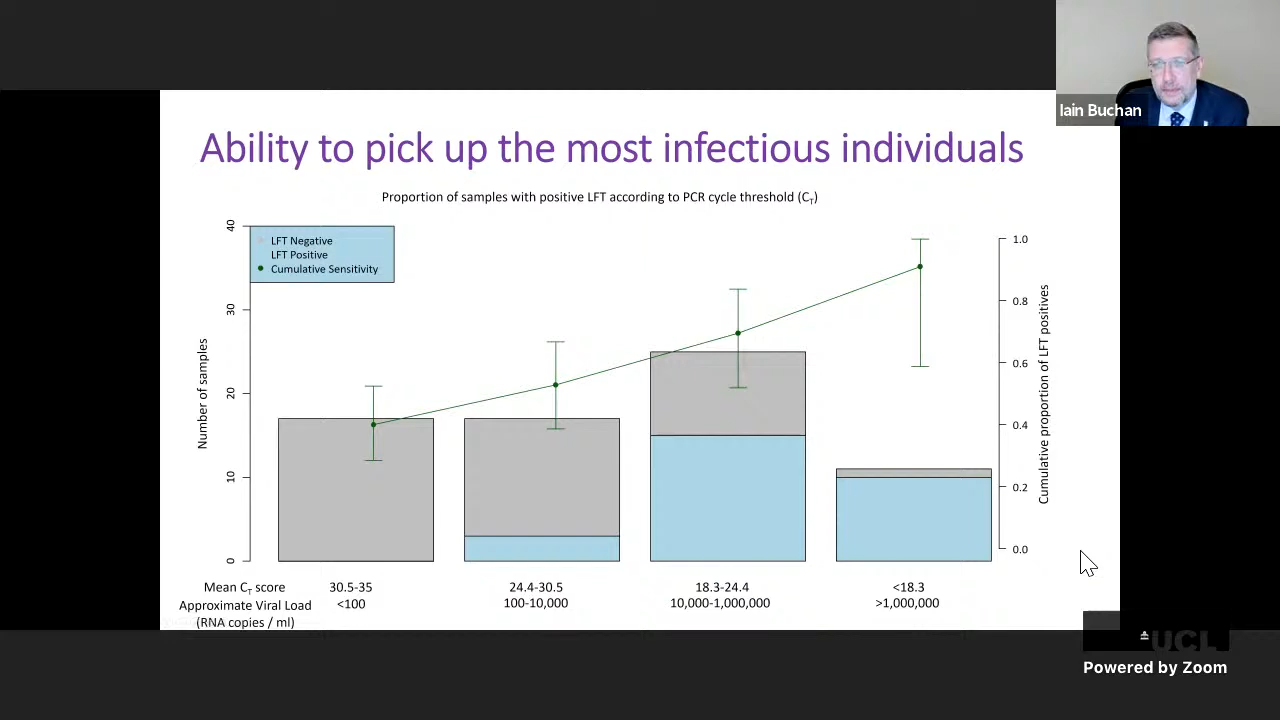 Iain Buchan
Ability to pick up the most infectious individuals
Proportion of samples with positive LFT according to PCR cycle threshold (CT)
LFT Negative
LFT Positive
Cumulative Sensitivity
Number of samples
40
30
20
10
0
1.0
0.8
0.6
0.4
0.2
0.0
Cumulative proportion of LFT positives
Mean CT score 30.5-35 24.4-30.5 18.3-24.4 <18.3
Approximate Viral Load <100 100-10,000 10,000-1,000,000 >1,000,000
(RNA copies / ml)
UCL
Powered by Zoom